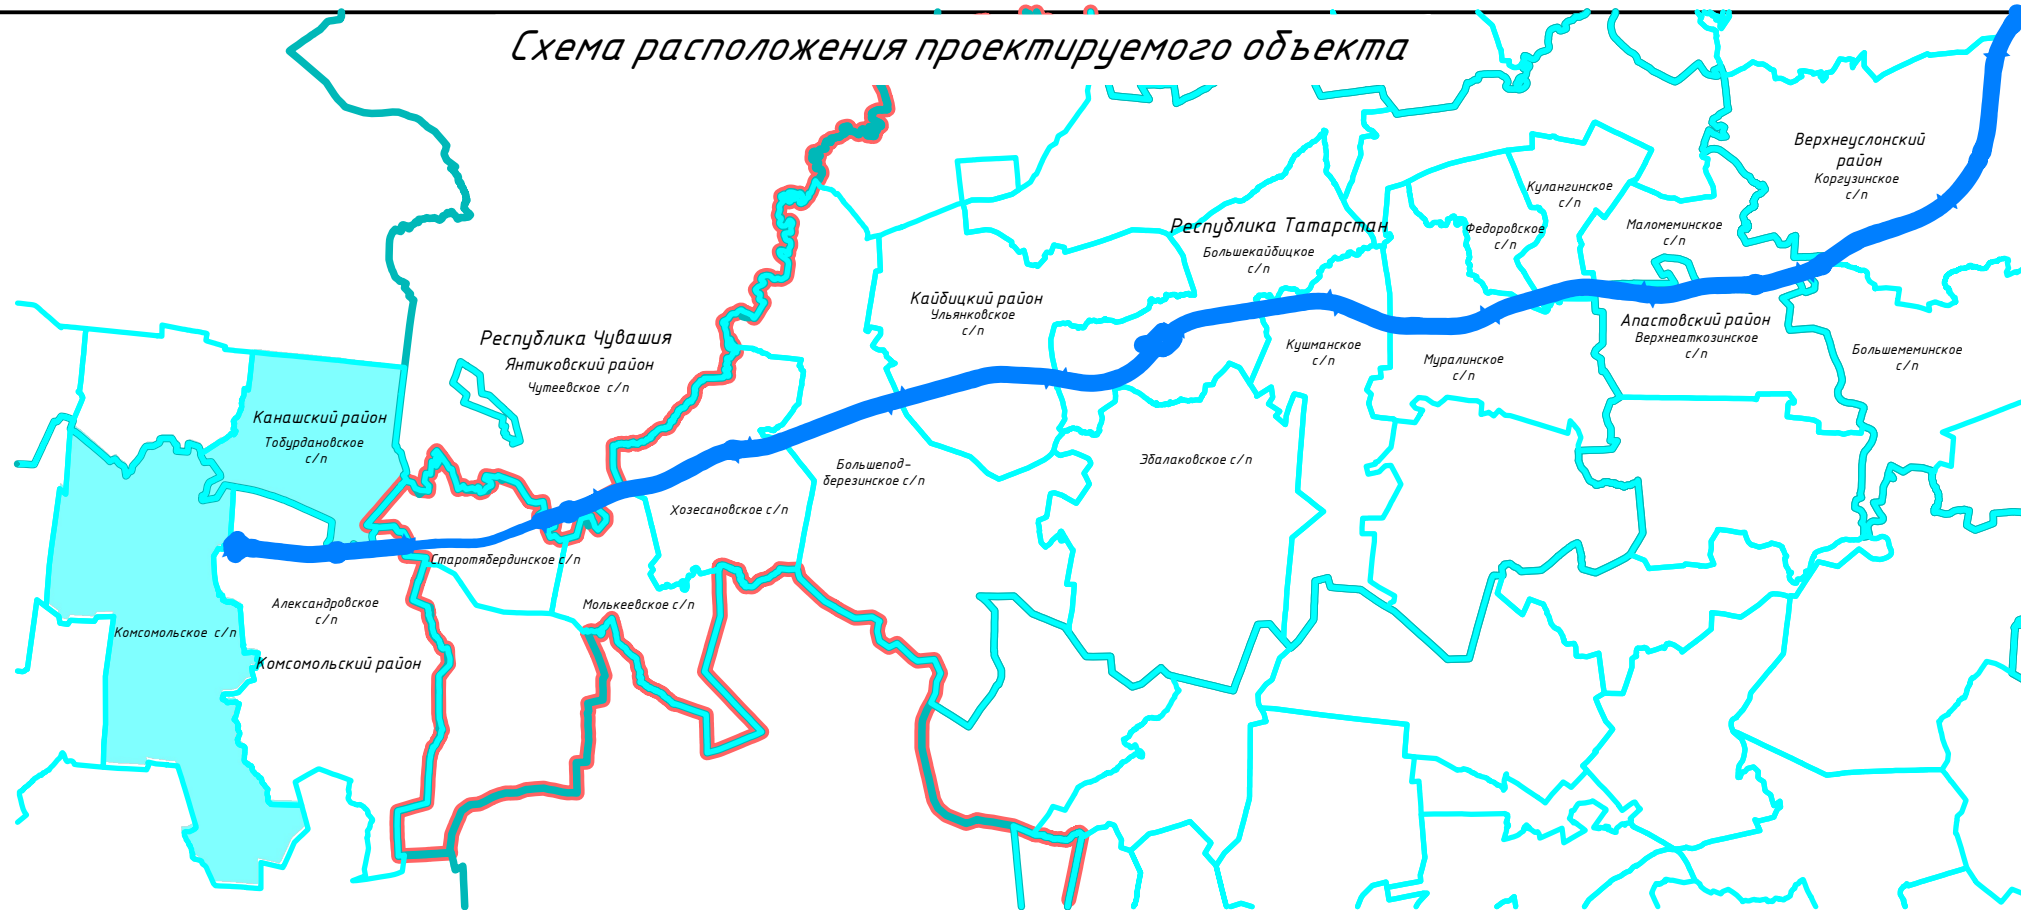 Схема расположения проектируемого объекта
Верхнеуслонский
район
Коргузинское
с/п
Кулангинское
с/п
Федоровское
с/п
Маломеминское
с/п
Республика Татарстан
Большекайбицкое
с/п
Кайбицкий район
Ульянковское
с/п
Апастовский район
Верхнеаткозинское
с/п
Большемеминское
с/п
Кушманское
с/п
Муралинское
с/п
Республика Чувашия
Янтиковский район
Чутеевское с/п
Канашский район
Тобурдановское
с/п
Эбалаковское с/п
Большепод-
березинское с/п
Хозесановское с/п
Старотябердинское с/п
Молькеевское с/п
Александровское
с/п
Комсомольское с/п
Комсомольский район